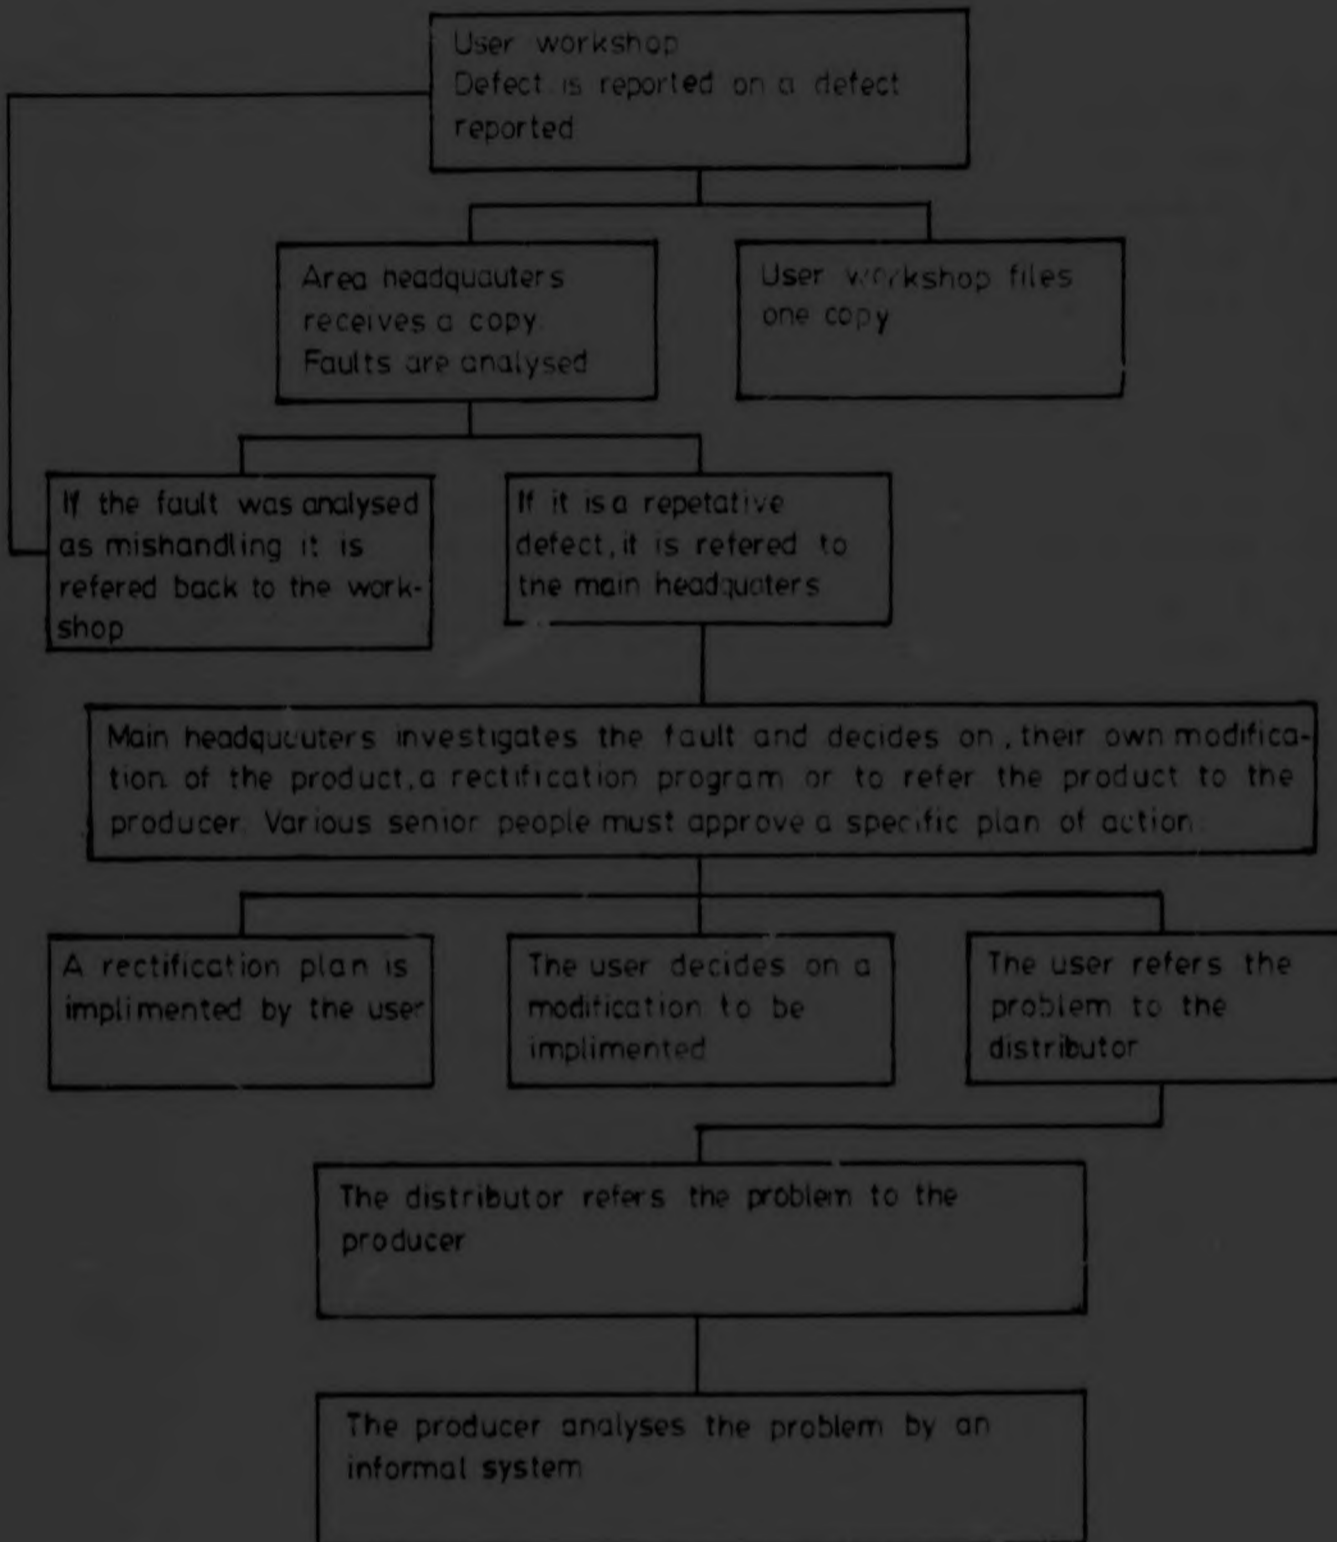 User workshop
Defect is reported on a defect
reported
Area headquauters
receives a copy.
Faults are analysed
User workshop files
one copy
If the fault was analysed
as mishandling it is
refered back to the work-
shop
If it is a repetative
defect, it is refered to
the main headquaters
Main headquauters investigates the fault and decides on, their own modifica-
tion of the product, a rectification program or to refer the product to the
producer. Various senior people must approve a specific plan of action.
A rectification plan is
implimented by the user
The user decides on a
modification to be
implimented
The user refers the
problem to the
distributor
The distributor refers the problem to the
producer
The producer analyses the problem by an
informal system